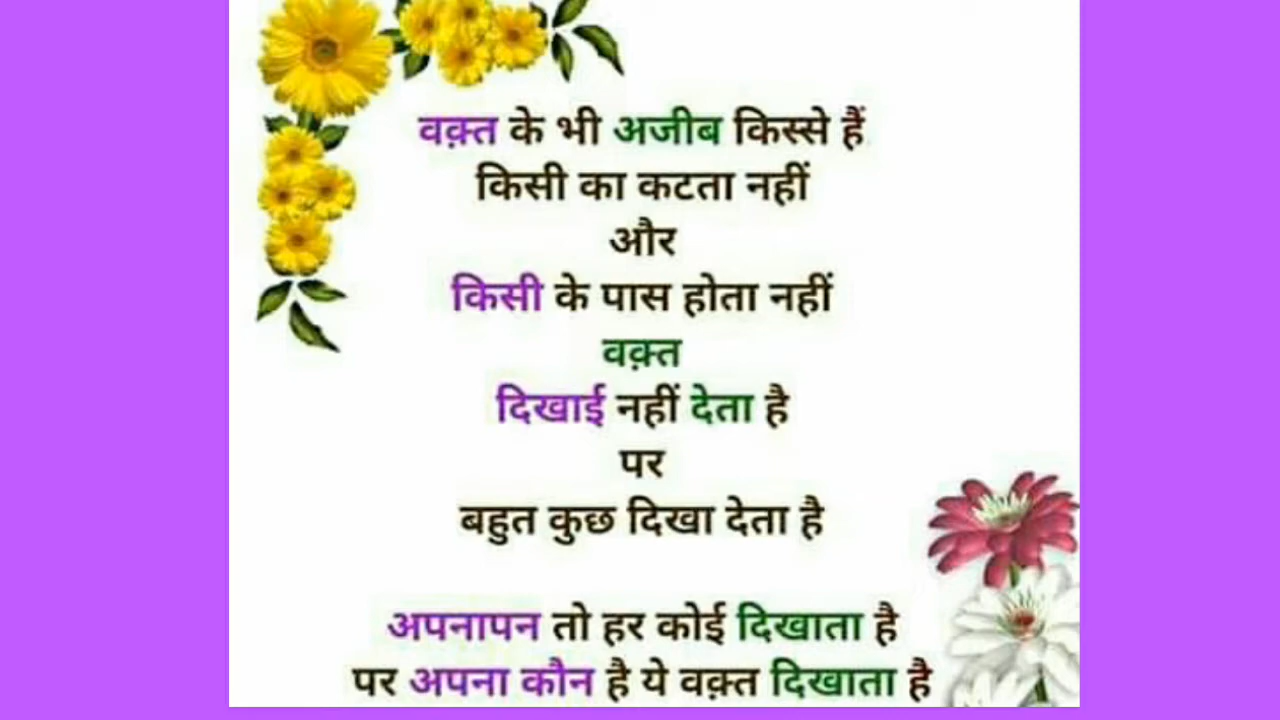 वक़्त के भी अजीब किस्से हैं
किसी का कटता नहीं
और
किसी के पास होता नहीं
वक़्त
दिखाई नहीं देता है
पर
बहुत कुछ दिखा देता है
अपनापन तो हर कोई दिखाता है
पर अपना कौन है ये वक़्त दिखाता है